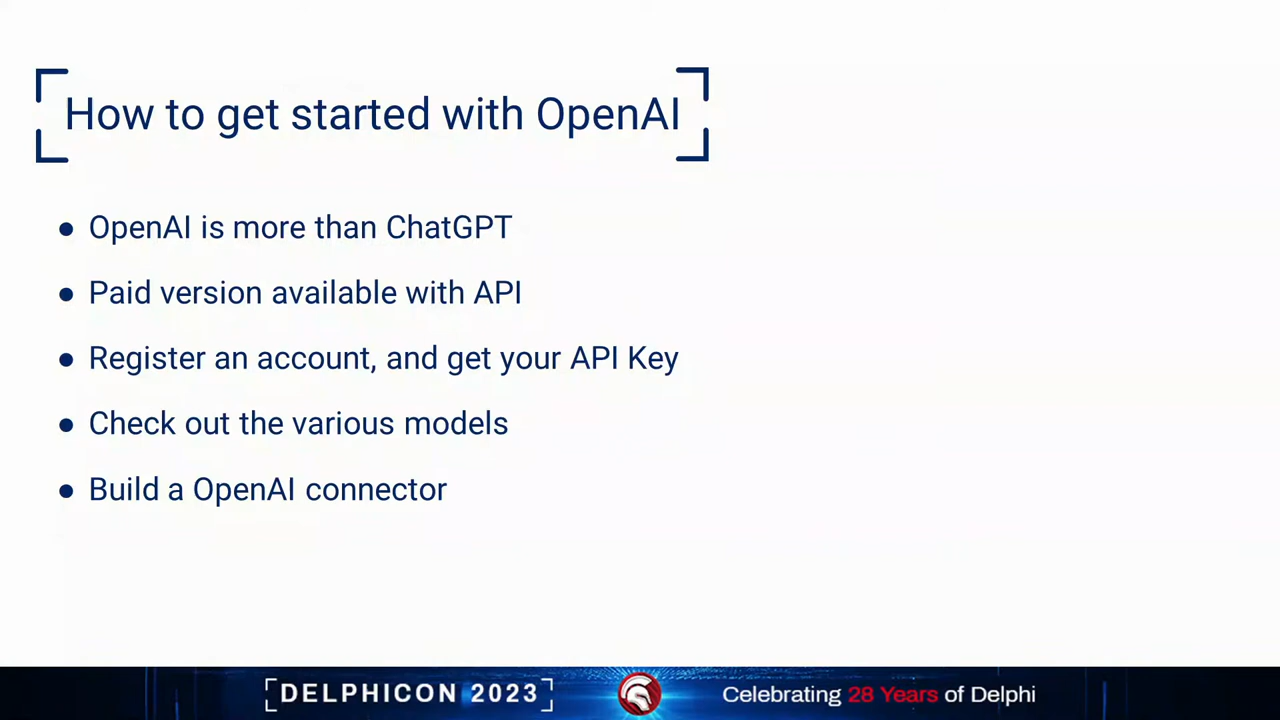 How to get started with OpenAI
● OpenAI is more than ChatGPT
● Paid version available with API
● Register an account, and get your API Key
● Check out the various models
● Build a OpenAI connector
[DELPHICON 2023] Celebrating 28 Years of Delphi